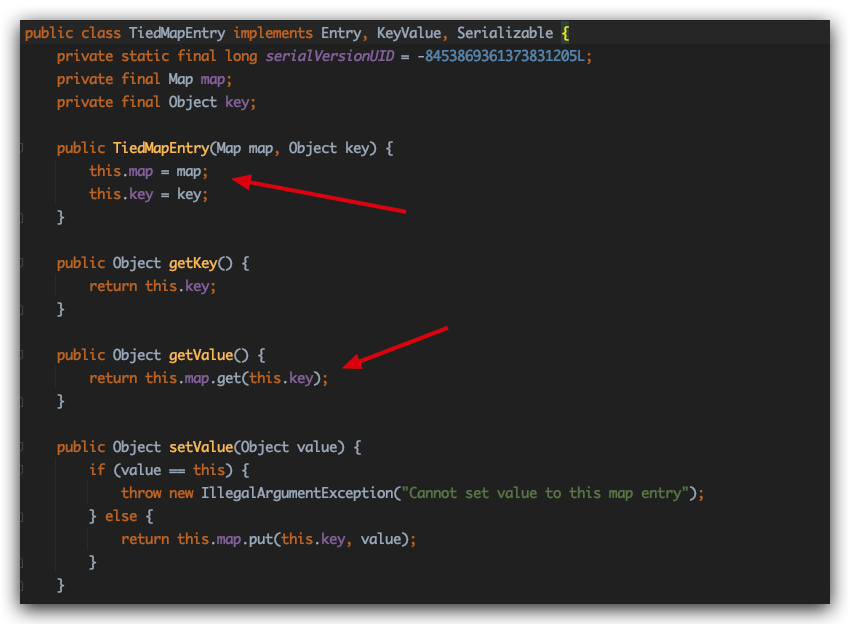 public class TiedMapEntry implements Entry, KeyValue, Serializable {
private static final long serialVersionUID = -8453869361373831205L;
private final Map map;
private final Object key;
public TiedMapEntry(Map map, Object key) {
this.map = map;
this.key = key;
}
public Object getKey() {
return this.key;
}
public Object getValue() {
return this.map.get(this.key);
}
public Object setValue(Object value) {
if (value == this) {
throw new IllegalArgumentException("Cannot set value to this map entry");
} else {
return this.map.put(this.key, value);
}
}